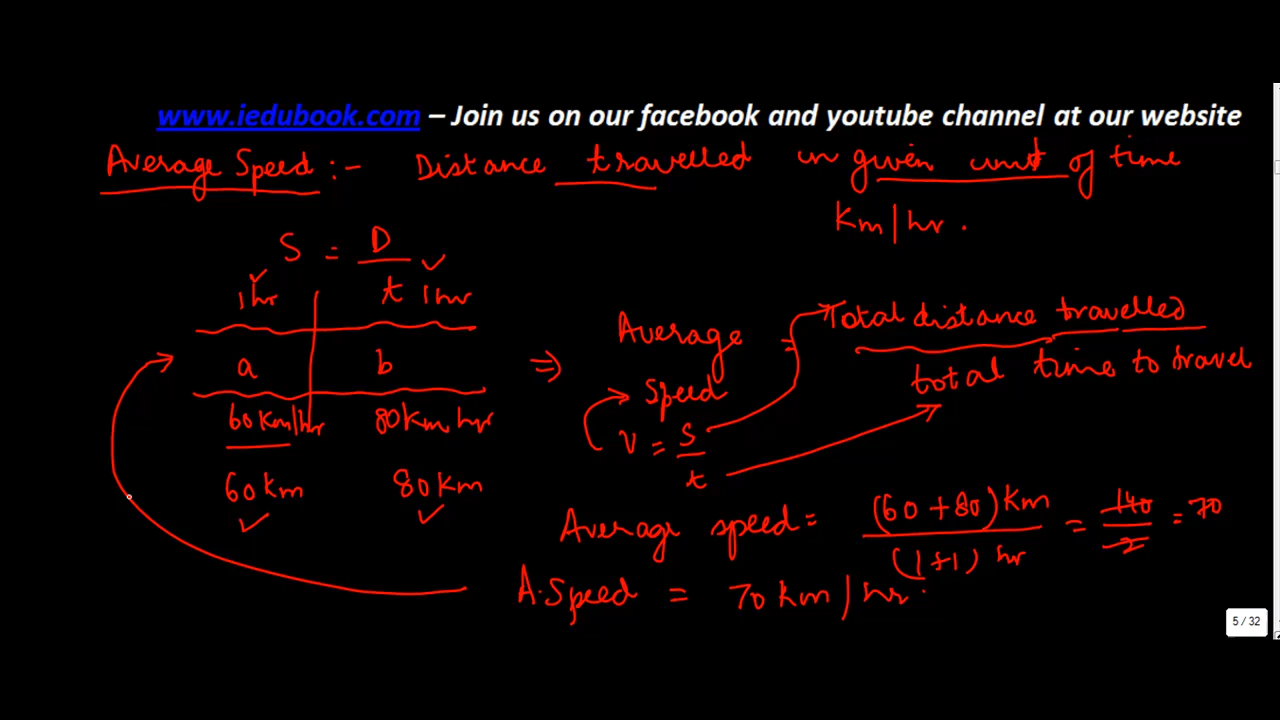 www.iedubook.com – Join us on our facebook and youtube channel at our website
Average Speed :- Distance travelled in given unit of time
Km/hr.
S = D
t
1hr 1hr
a b
60Km/hr 80Km,hr
60Km 80Km
⇒ Average Speed = Total distance travelled
total time to travel
V = S
t
Average speed = (60+80)Km = 140 = 70
(1+1) hr 2
A.Speed = 70km/hr.
5 / 32